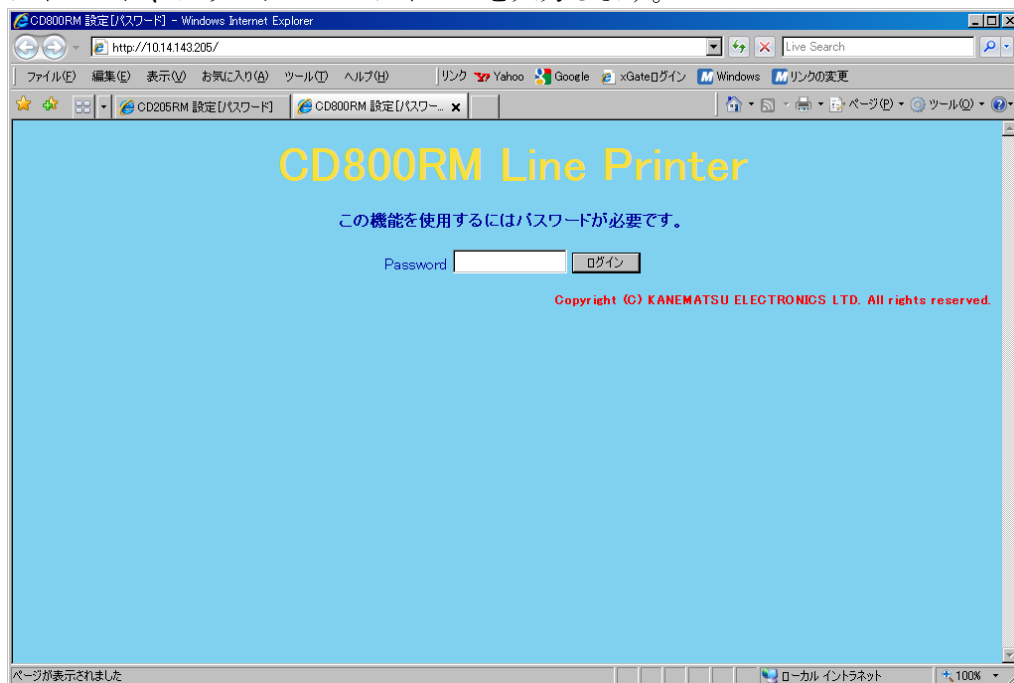 CD800RM 設定[パスワード] - Windows Internet Explorer
http://10.14.143.205/
Live Search
ファイル(F) 編集(E) 表示(V) お気に入り(A) ツール(T) ヘルプ(H) リンク Yahoo Google xGateログイン Windows リンクの変更
CD205RM 設定[パスワード] CD800RM 設定[パスワー... ページ(P) ツール(O)
CD800RM Line Printer
この機能を使用するにはパスワードが必要です。
Password ログイン
Copyright (C) KANEMATSU ELECTRONICS LTD. All rights reserved.
ページが表示されました ローカル イントラネット 100%